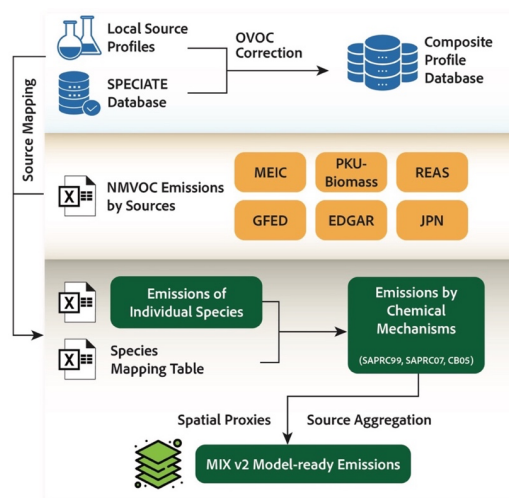 Local Source
Profiles
SPECIATE
Database
OVOC
Correction
Composite
Profile
Database
Source Mapping
X
NMVOC Emissions
by Sources
MEIC
PKU-
Biomass
REAS
GFED
EDGAR
JPN
X
Emissions of
Individual Species
X
Species
Mapping Table
Emissions by
Chemical
Mechanisms
(SAPRC99, SAPRC07, CB05)
Spatial Proxies
Source Aggregation
MIX v2 Model-ready Emissions